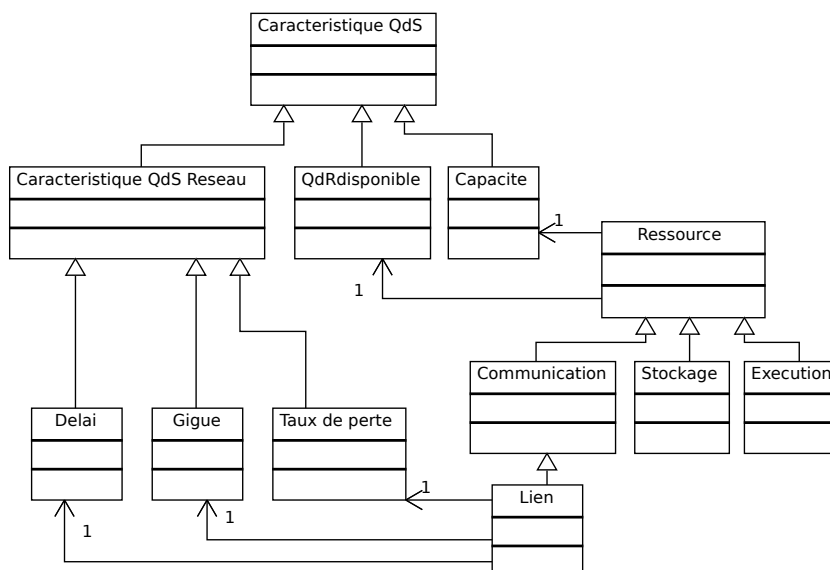 Caracteristique QdS
Caracteristique QdS Reseau
QdRdisponible
Capacite
1
Ressource
1
Communication
Stockage
Execution
Delai
Gigue
Taux de perte
1
Lien
1
1